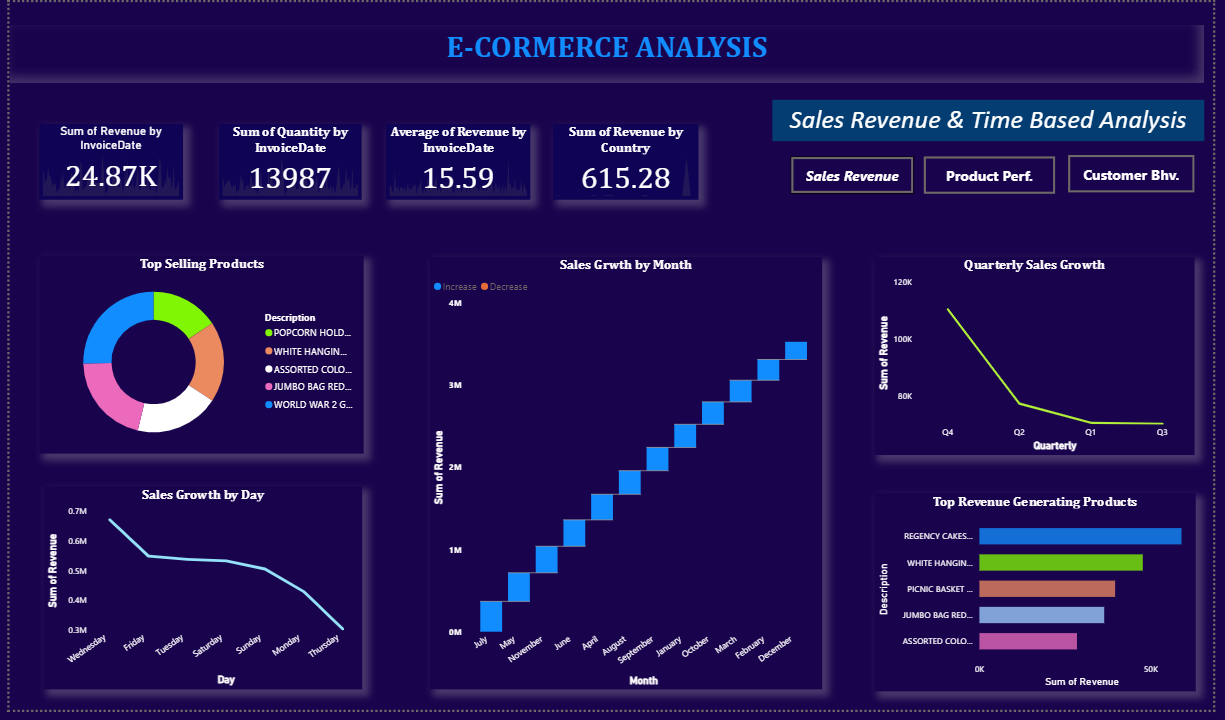 E-CORMERCE ANALYSIS
Sales Revenue & Time Based Analysis
Sum of Revenue by
InvoiceDate
24.87K
Sum of Quantity by
InvoiceDate
13987
Average of Revenue by
InvoiceDate
15.59
Sum of Revenue by
Country
615.28
Sales Revenue
Product Perf.
Customer Bhv.
Top Selling Products
Description
POPCORN HOLD...
WHITE HANGIN...
ASSORTED COLO...
JUMBO BAG RED...
WORLD WAR 2 G...
Sales Growth by Day
Sum of Revenue
0.7M
0.6M
0.5M
0.4M
0.3M
Wednesday
Friday
Tuesday
Saturday
Sunday
Monday
Thursday
Day
Sales Grwth by Month
Increase
Decrease
Sum of Revenue
4M
3M
2M
1M
0M
July
May
November
June
April
August
September
January
October
March
February
December
Month
Quarterly Sales Growth
Sum of Revenue
120K
100K
80K
Q4
Q2
Q1
Q3
Quarterly
Top Revenue Generating Products
Description
REGENCY CAKES...
WHITE HANGIN...
PICNIC BASKET ...
JUMBO BAG RED...
ASSORTED COLO...
0K
50K
Sum of Revenue